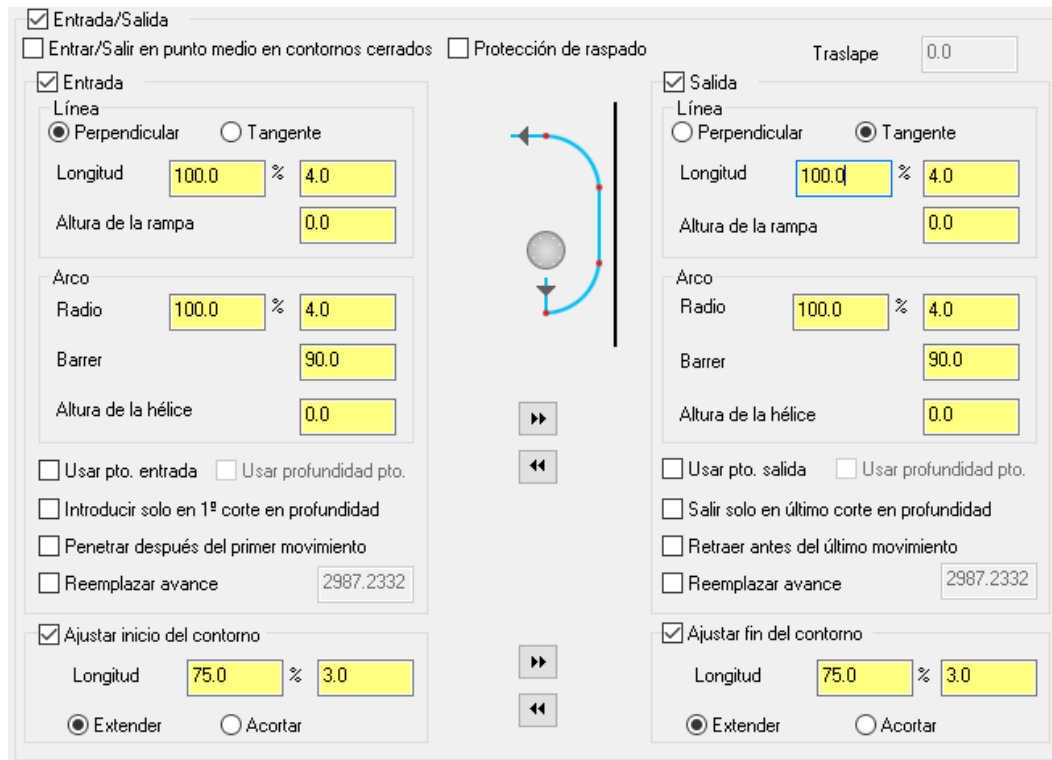 Entrada/Salida
Entrar/Salir en punto medio en contornos cerrados Protección de raspado Traslape 0.0
Entrada
Línea
Perpendicular Tangente
Longitud 100.0 % 4.0
Altura de la rampa 0.0
Arco
Radio 100.0 % 4.0
Barrer 90.0
Altura de la hélice 0.0
Usar pto. entrada Usar profundidad pto.
Introducir solo en 1º corte en profundidad
Penetrar después del primer movimiento
Reemplazar avance 2987.2332
Ajustar inicio del contorno
Longitud 75.0 % 3.0
Extender Acortar
Salida
Línea
Perpendicular Tangente
Longitud 100.0 % 4.0
Altura de la rampa 0.0
Arco
Radio 100.0 % 4.0
Barrer 90.0
Altura de la hélice 0.0
Usar pto. salida Usar profundidad pto.
Salir solo en último corte en profundidad
Retraer antes del último movimiento
Reemplazar avance 2987.2332
Ajustar fin del contorno
Longitud 75.0 % 3.0
Extender Acortar